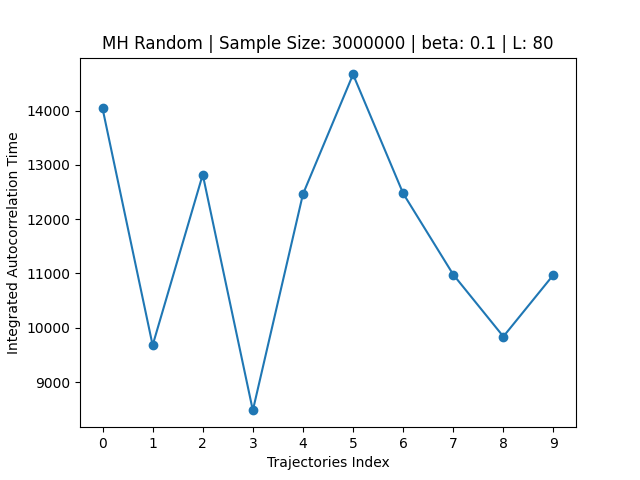 MH Random | Sample Size: 3000000 | beta: 0.1 | L: 80
Integrated Autocorrelation Time
14000
13000
12000
11000
10000
9000
0 1 2 3 4 5 6 7 8 9
Trajectories Index